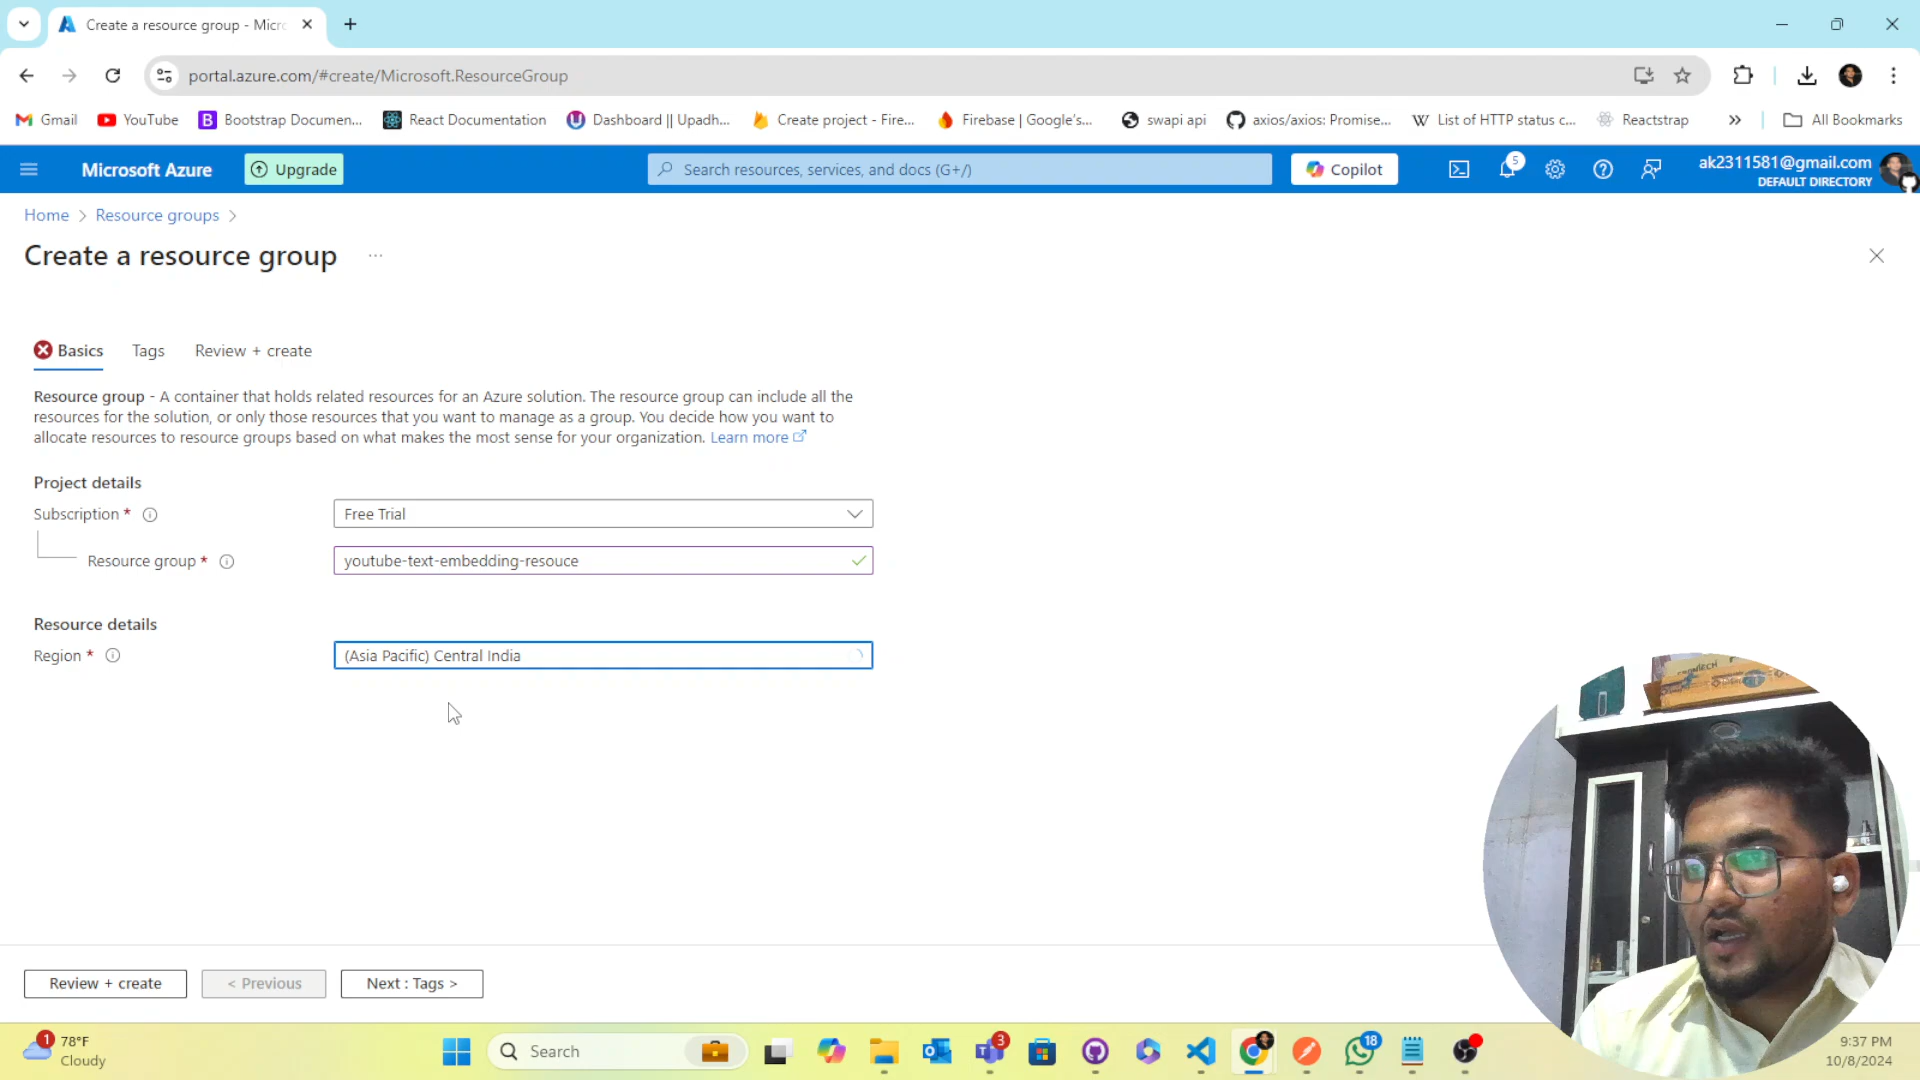 Create a resource group - Micro
portal.azure.com/#create/Microsoft.ResourceGroup
Gmail
YouTube
Bootstrap Documen...
React Documentation
Dashboard || Upadh...
Create project - Fire...
Firebase | Google's...
swapi api
axios/axios: Promise...
List of HTTP status c...
Reactstrap
All Bookmarks
Microsoft Azure
Upgrade
Search resources, services, and docs (G+/)
Copilot
5
ak2311581@gmail.com
DEFAULT DIRECTORY
Home > Resource groups >
Create a resource group ...
Basics
Tags
Review + create
Resource group - A container that holds related resources for an Azure solution. The resource group can include all the
resources for the solution, or only those resources that you want to manage as a group. You decide how you want to
allocate resources to resource groups based on what makes the most sense for your organization. Learn more
Project details
Subscription *
Free Trial
Resource group *
youtube-text-embedding-resouce
Resource details
Region *
(Asia Pacific) Central India
Review + create
< Previous
Next : Tags >
1
78°F
Cloudy
Search
3
18
9:37 PM
10/8/2024